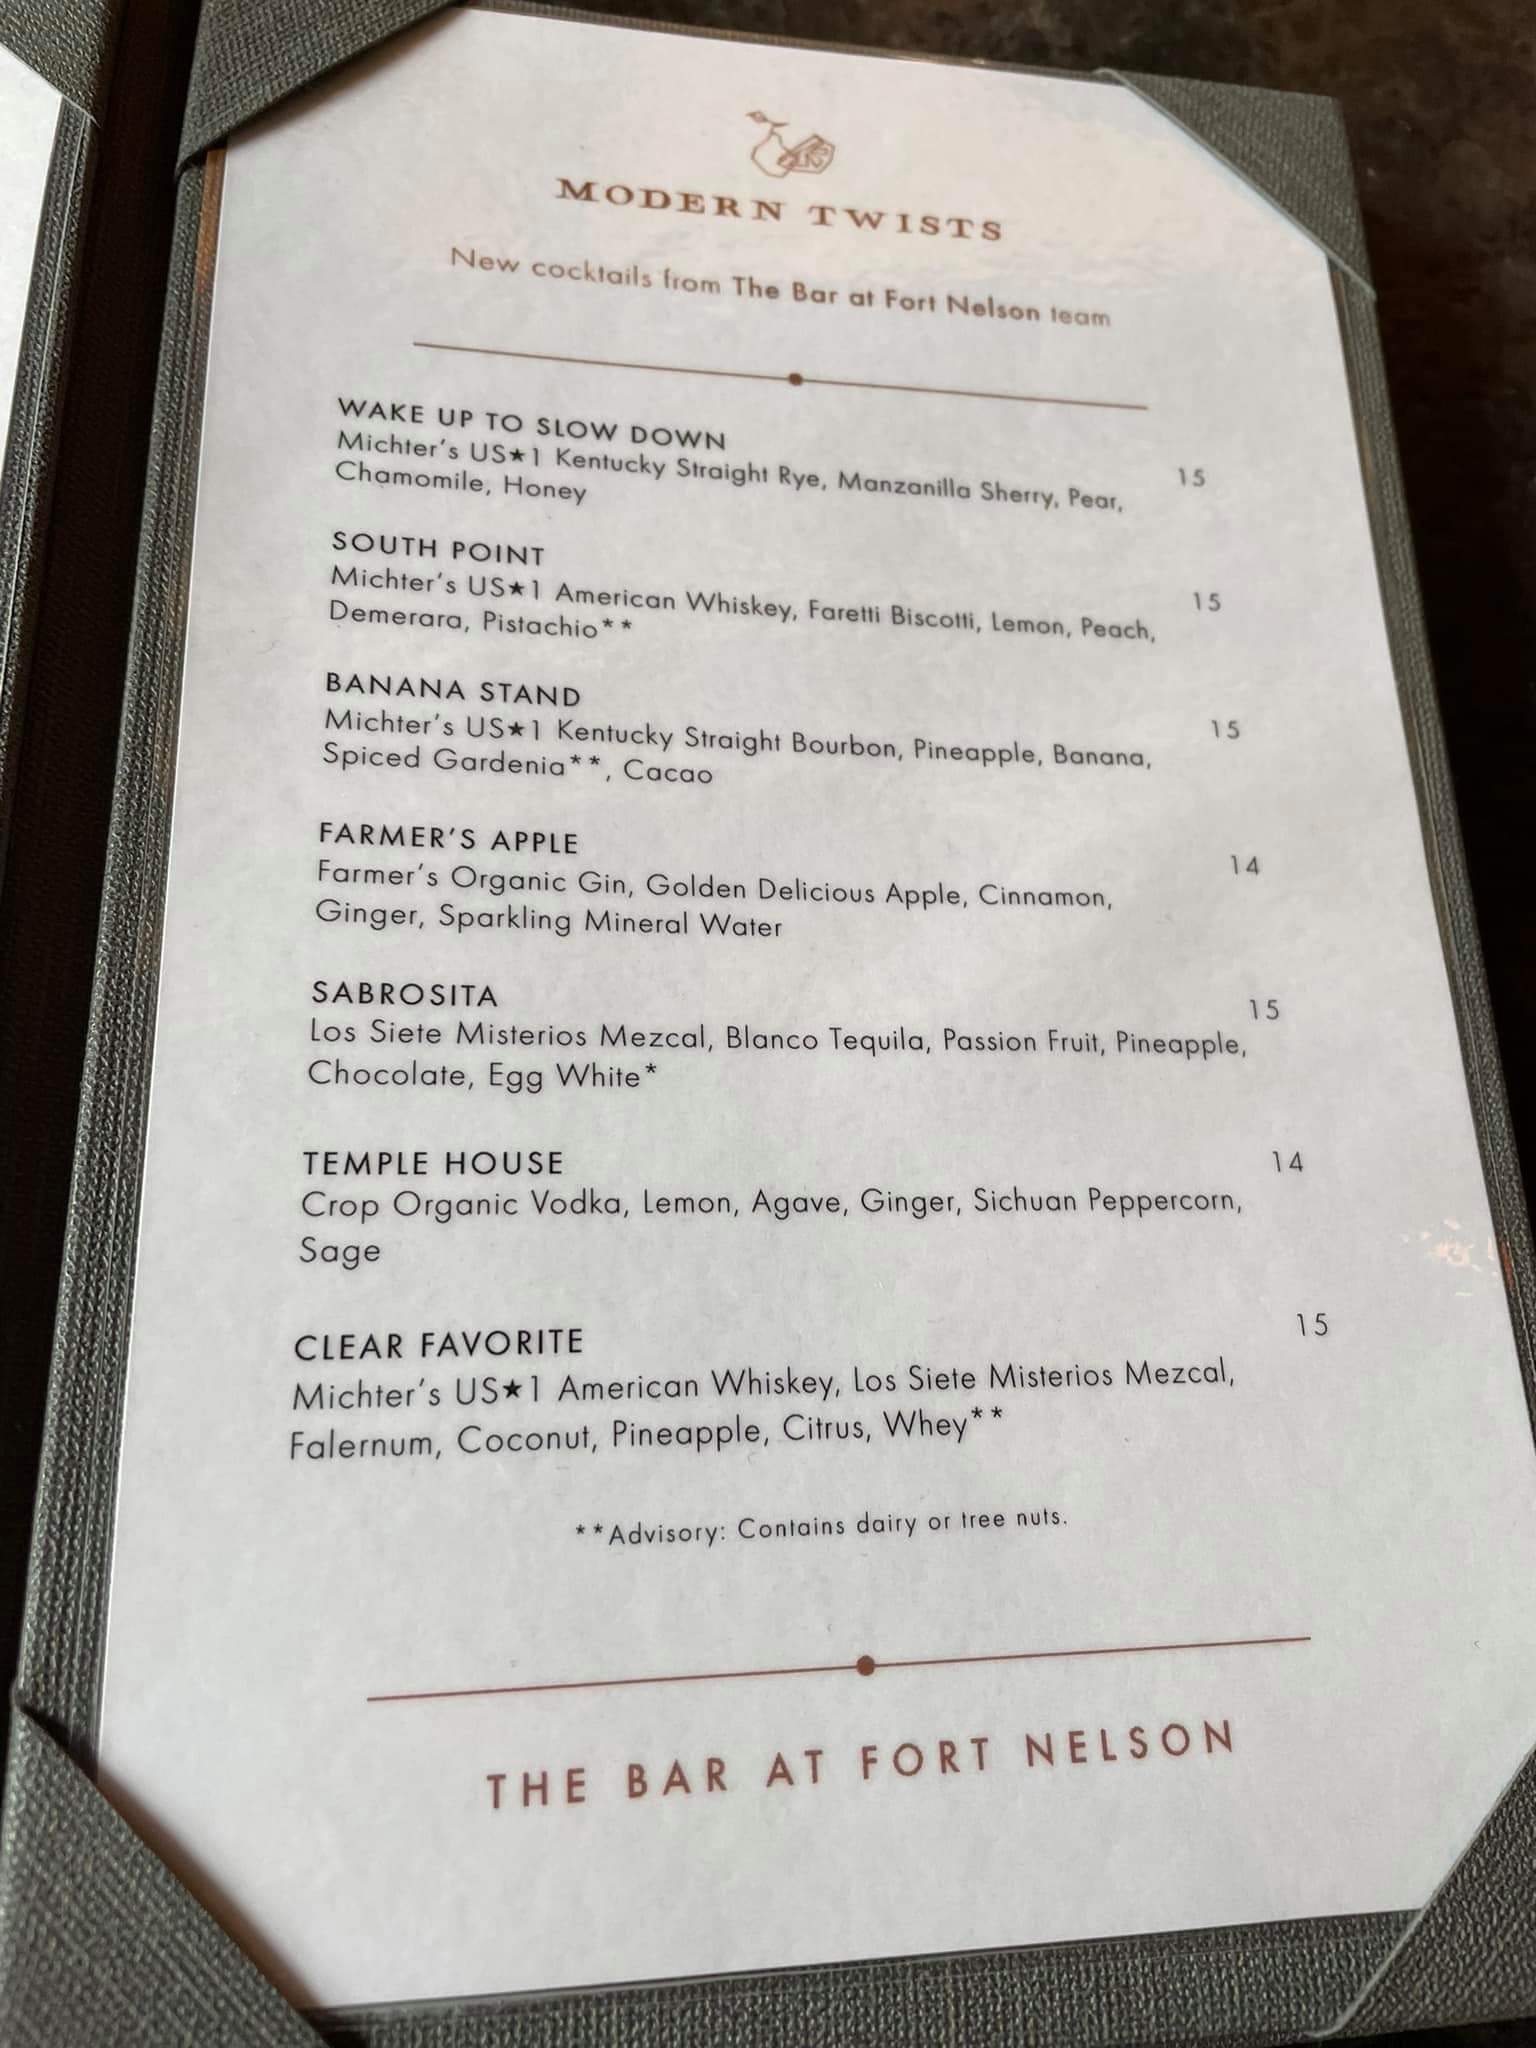 MODERN TWISTS
New cocktails from The Bar at Fort Nelson team
WAKE UP TO SLOW DOWN
Michter's US★1 Kentucky Straight Rye, Manzanilla Sherry, Pear, 15
Chamomile, Honey
SOUTH POINT
Michter's US★1 American Whiskey, Faretti Biscotti, Lemon, Peach, 15
Demerara, Pistachio**
BANANA STAND
Michter's US★1 Kentucky Straight Bourbon, Pineapple, Banana, 15
Spiced Gardenia**, Cacao
FARMER'S APPLE 14
Farmer's Organic Gin, Golden Delicious Apple, Cinnamon,
Ginger, Sparkling Mineral Water
SABROSITA 15
Los Siete Misterios Mezcal, Blanco Tequila, Passion Fruit, Pineapple,
Chocolate, Egg White*
TEMPLE HOUSE 14
Crop Organic Vodka, Lemon, Agave, Ginger, Sichuan Peppercorn,
Sage
CLEAR FAVORITE 15
Michter's US★1 American Whiskey, Los Siete Misterios Mezcal,
Falernum, Coconut, Pineapple, Citrus, Whey**
**Advisory: Contains dairy or tree nuts.
THE BAR AT FORT NELSON